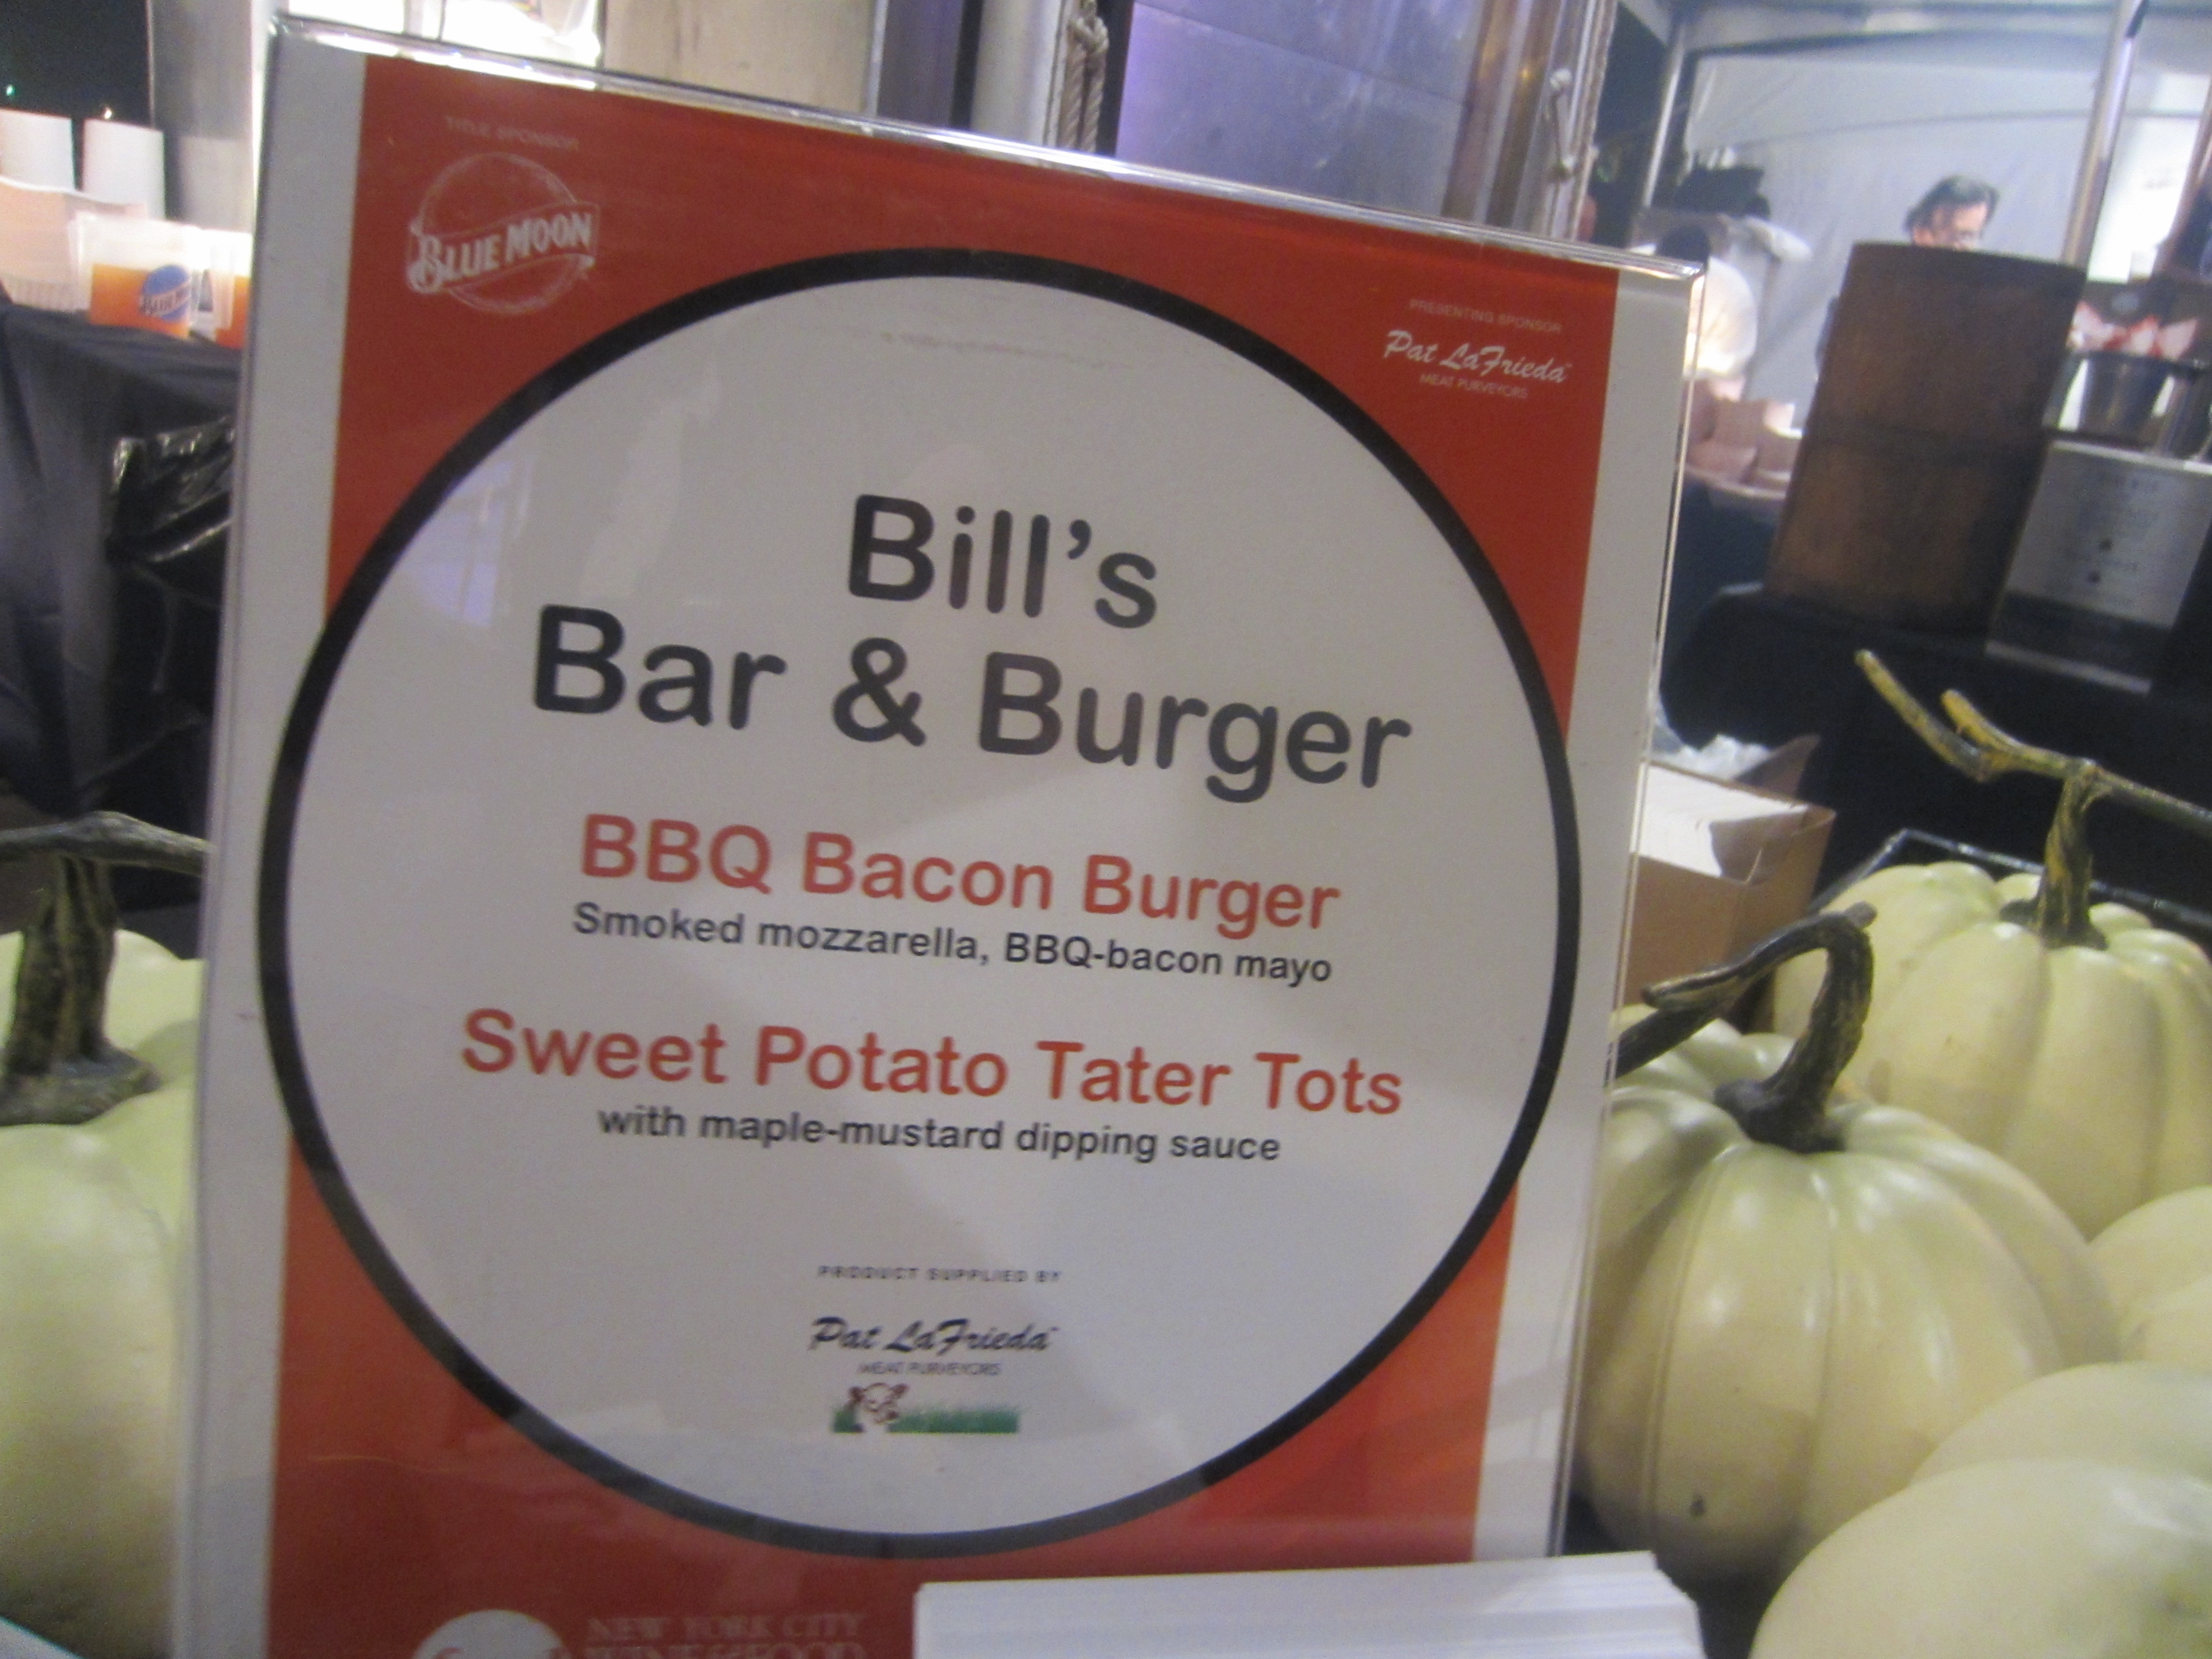 TITLE SPONSOR
BLUE MOON
PRESENTING SPONSOR
Pat LaFrieda
MEAT PURVEYORS
Bill's
Bar & Burger
BBQ Bacon Burger
Smoked mozzarella, BBQ-bacon mayo
Sweet Potato Tater Tots
with maple-mustard dipping sauce
PRODUCT SUPPLIED BY
Pat LaFrieda
MEAT PURVEYORS
NEW YORK CITY
BLUE MOON